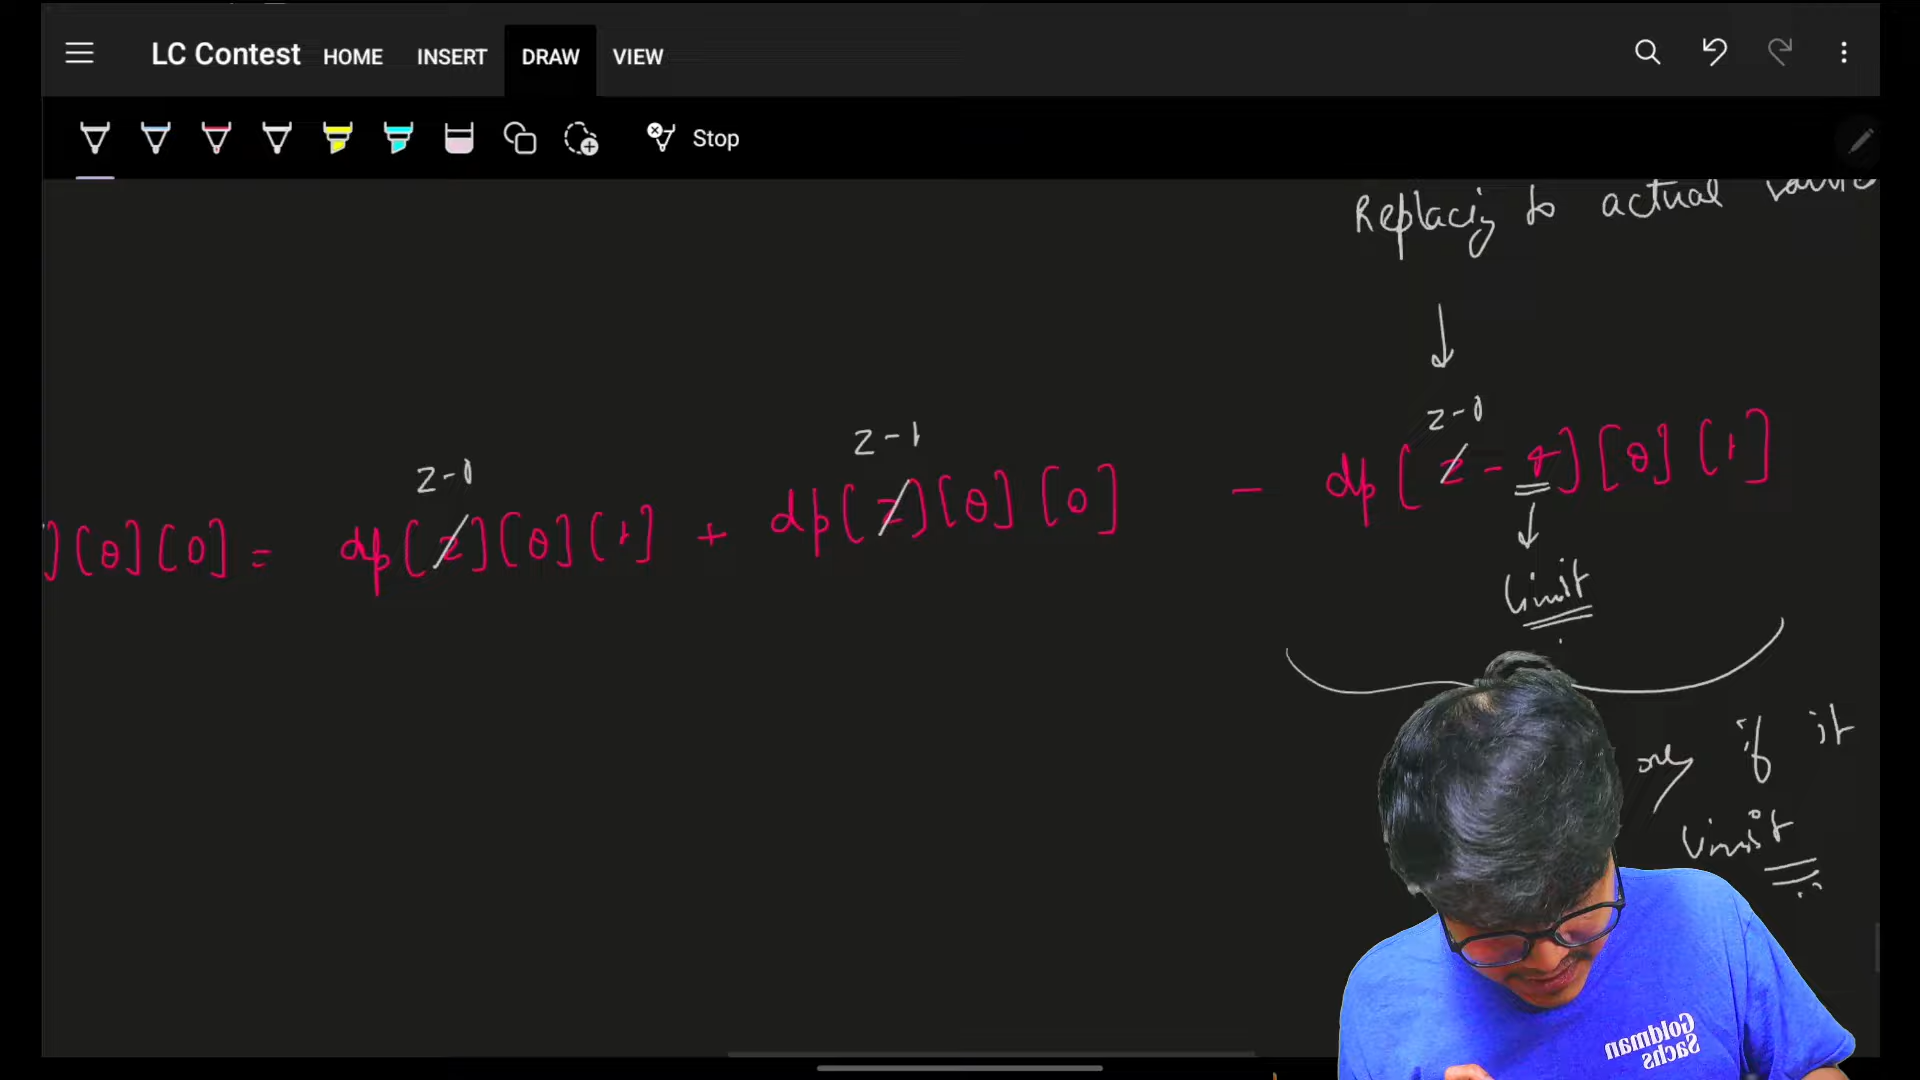 LC Contest HOME INSERT DRAW VIEW
Stop
Replacing to actual
z-0
z-1
z-0
][0][0] = dp[z][0][1] + dp[z][0][0] - dp[z-4][0][1]
limit
only if it
limit
Goldman
Sachs